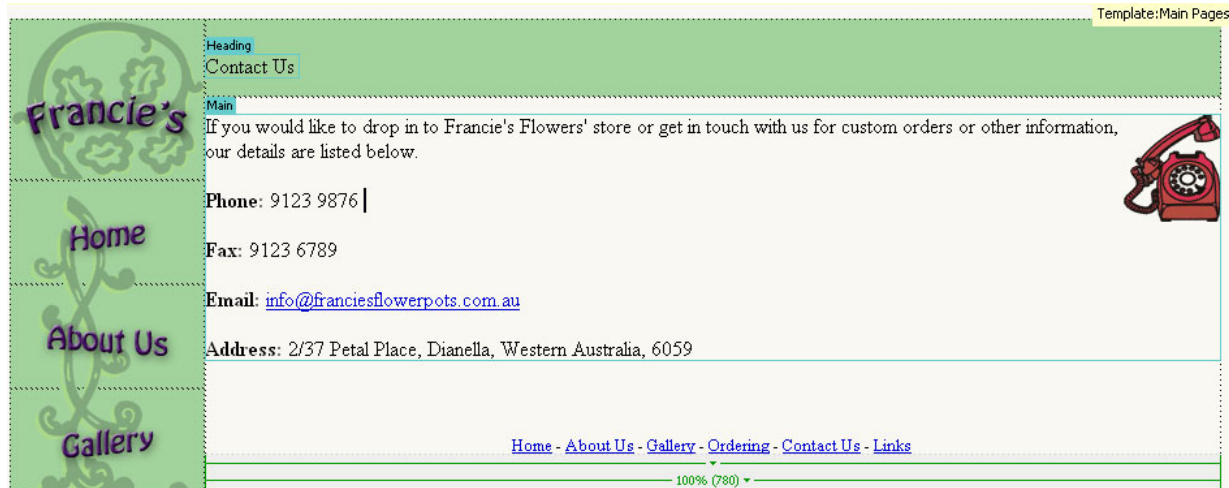 Template:Main Pages
Francie's
Heading
Contact Us
Main
If you would like to drop in to Francie's Flowers' store or get in touch with us for custom orders or other information,
our details are listed below.
Phone: 9123 9876
Fax: 9123 6789
Email: info@franciesflowerpots.com.au
Address: 2/37 Petal Place, Dianella, Western Australia, 6059
Home
About Us
Gallery
Home - About Us - Gallery - Ordering - Contact Us - Links
100% (780)